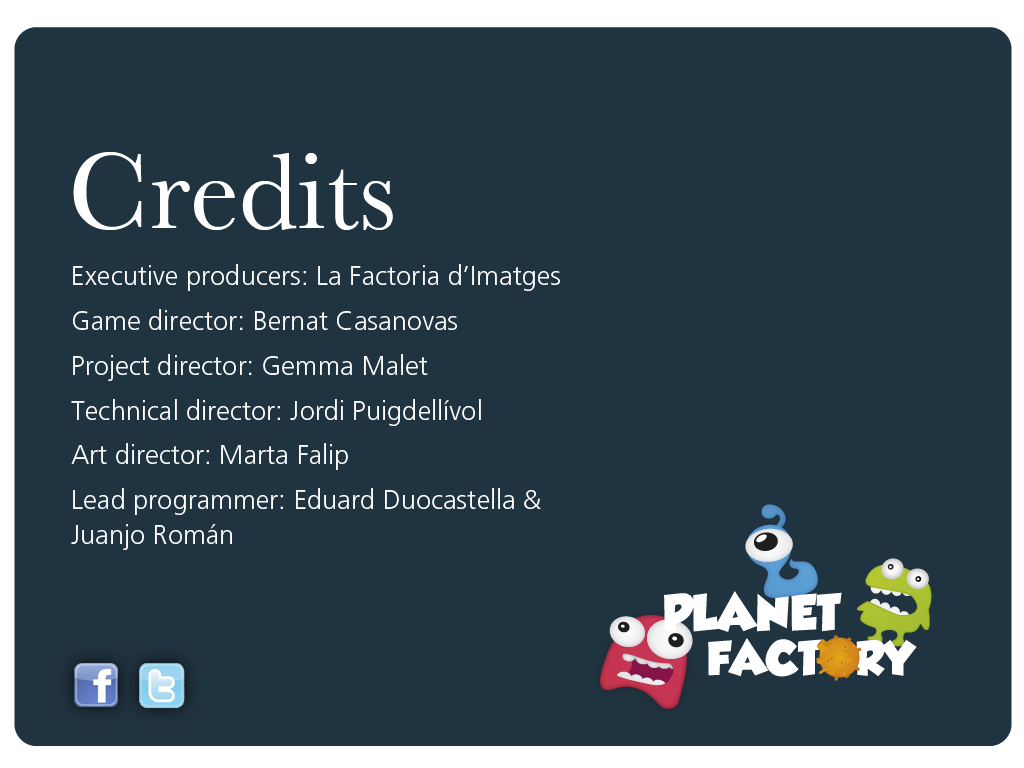 Credits
Executive producers: La Factoria d’Imatges
Game director: Bernat Casanovas
Project director: Gemma Malet
Technical director: Jordi Puigdellívol
Art director: Marta Falip
Lead programmer: Eduard Duocastella &
Juanjo Román
PLANET
FACTORY
f t